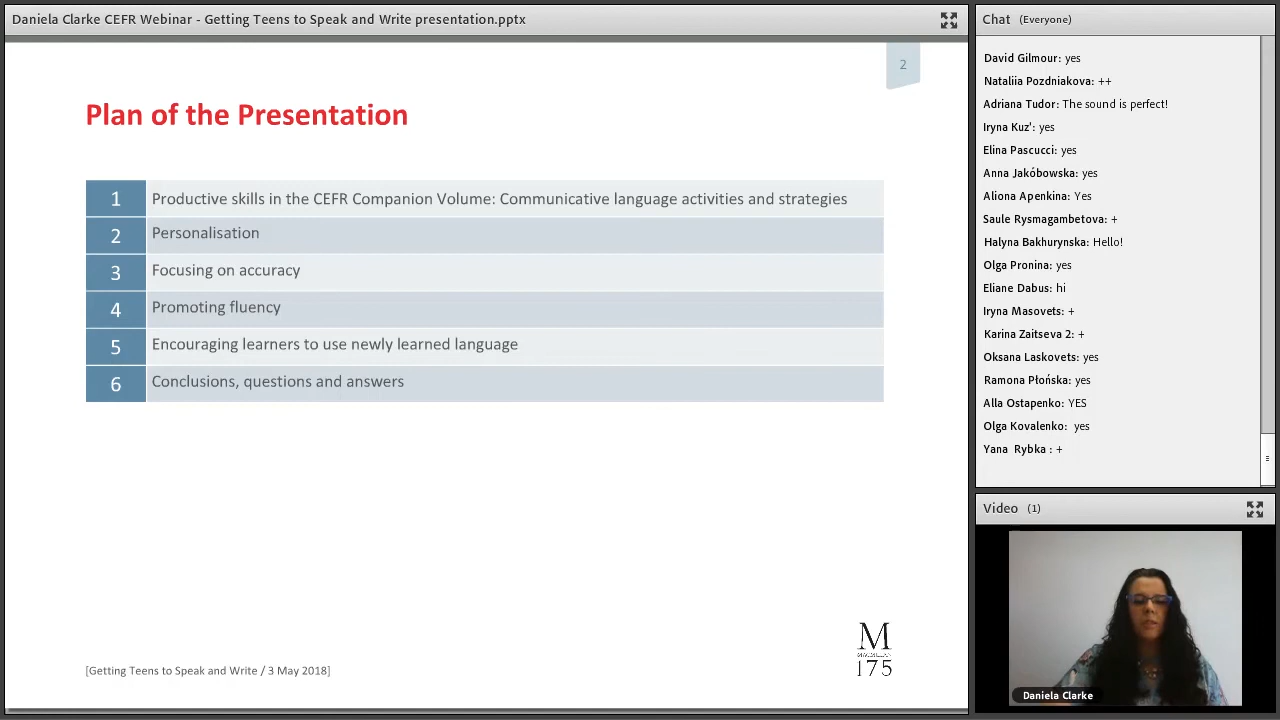 Daniela Clarke CEFR Webinar - Getting Teens to Speak and Write presentation.pptx
2
Plan of the Presentation
1 Productive skills in the CEFR Companion Volume: Communicative language activities and strategies
2 Personalisation
3 Focusing on accuracy
4 Promoting fluency
5 Encouraging learners to use newly learned language
6 Conclusions, questions and answers
[Getting Teens to Speak and Write / 3 May 2018]
M
MACMILLAN
175
Chat (Everyone)
David Gilmour: yes
Nataliia Pozdniakova: ++
Adriana Tudor: The sound is perfect!
Iryna Kuz': yes
Elina Pascucci: yes
Anna Jakóbowska: yes
Aliona Apenkina: Yes
Saule Rysmagambetova: +
Halyna Bakhurynska: Hello!
Olga Pronina: yes
Eliane Dabus: hi
Iryna Masovets: +
Karina Zaitseva 2: +
Oksana Laskovets: yes
Ramona Płońska: yes
Alla Ostapenko: YES
Olga Kovalenko: yes
Yana Rybka : +
Video (1)
Daniela Clarke